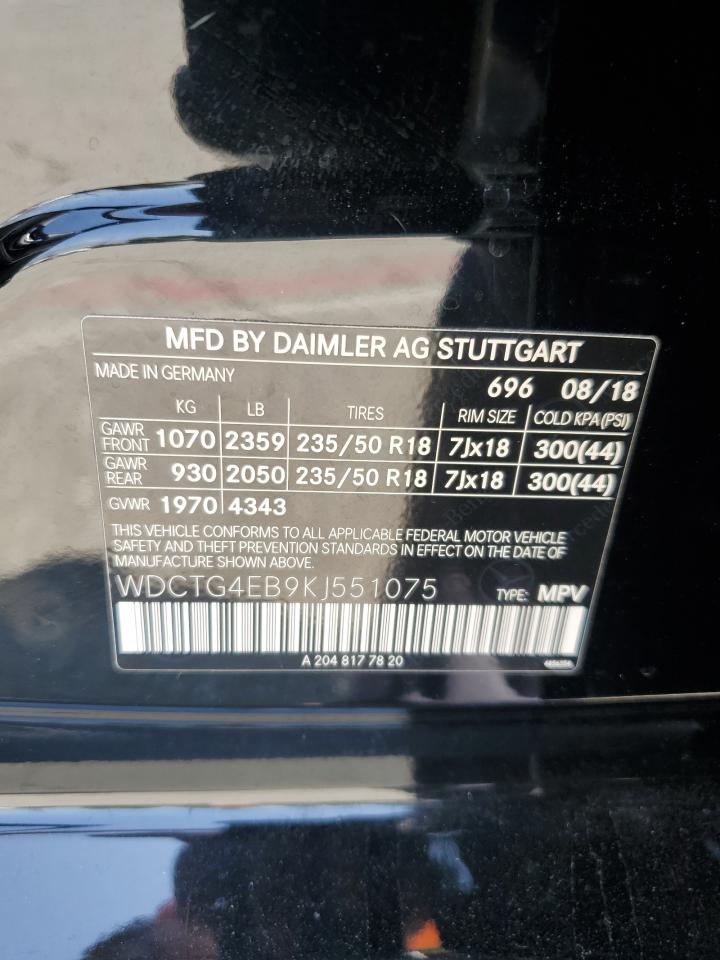 MFD BY DAIMLER AG STUTTGART
MADE IN GERMANY 696 08/18
KG LB TIRES RIM SIZE COLD KPA(PSI)
GAWR FRONT 1070 2359 235/50 R18 7Jx18 300(44)
GAWR REAR 930 2050 235/50 R18 7Jx18 300(44)
GVWR 1970 4343
THIS VEHICLE CONFORMS TO ALL APPLICABLE FEDERAL MOTOR VEHICLE
SAFETY AND THEFT PREVENTION STANDARDS IN EFFECT ON THE DATE OF
MANUFACTURE SHOWN ABOVE.
WDCTG4EB9KJ551075 TYPE: MPV
A 204 817 78 20